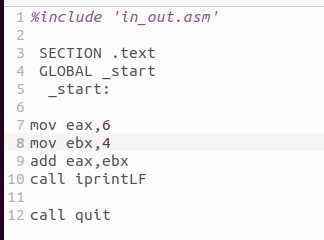 1 %include 'in_out.asm'
2
3 SECTION .text
4 GLOBAL _start
5 _start:
6
7 mov eax,6
8 mov ebx,4
9 add eax,ebx
10 call iprintLF
11
12 call quit